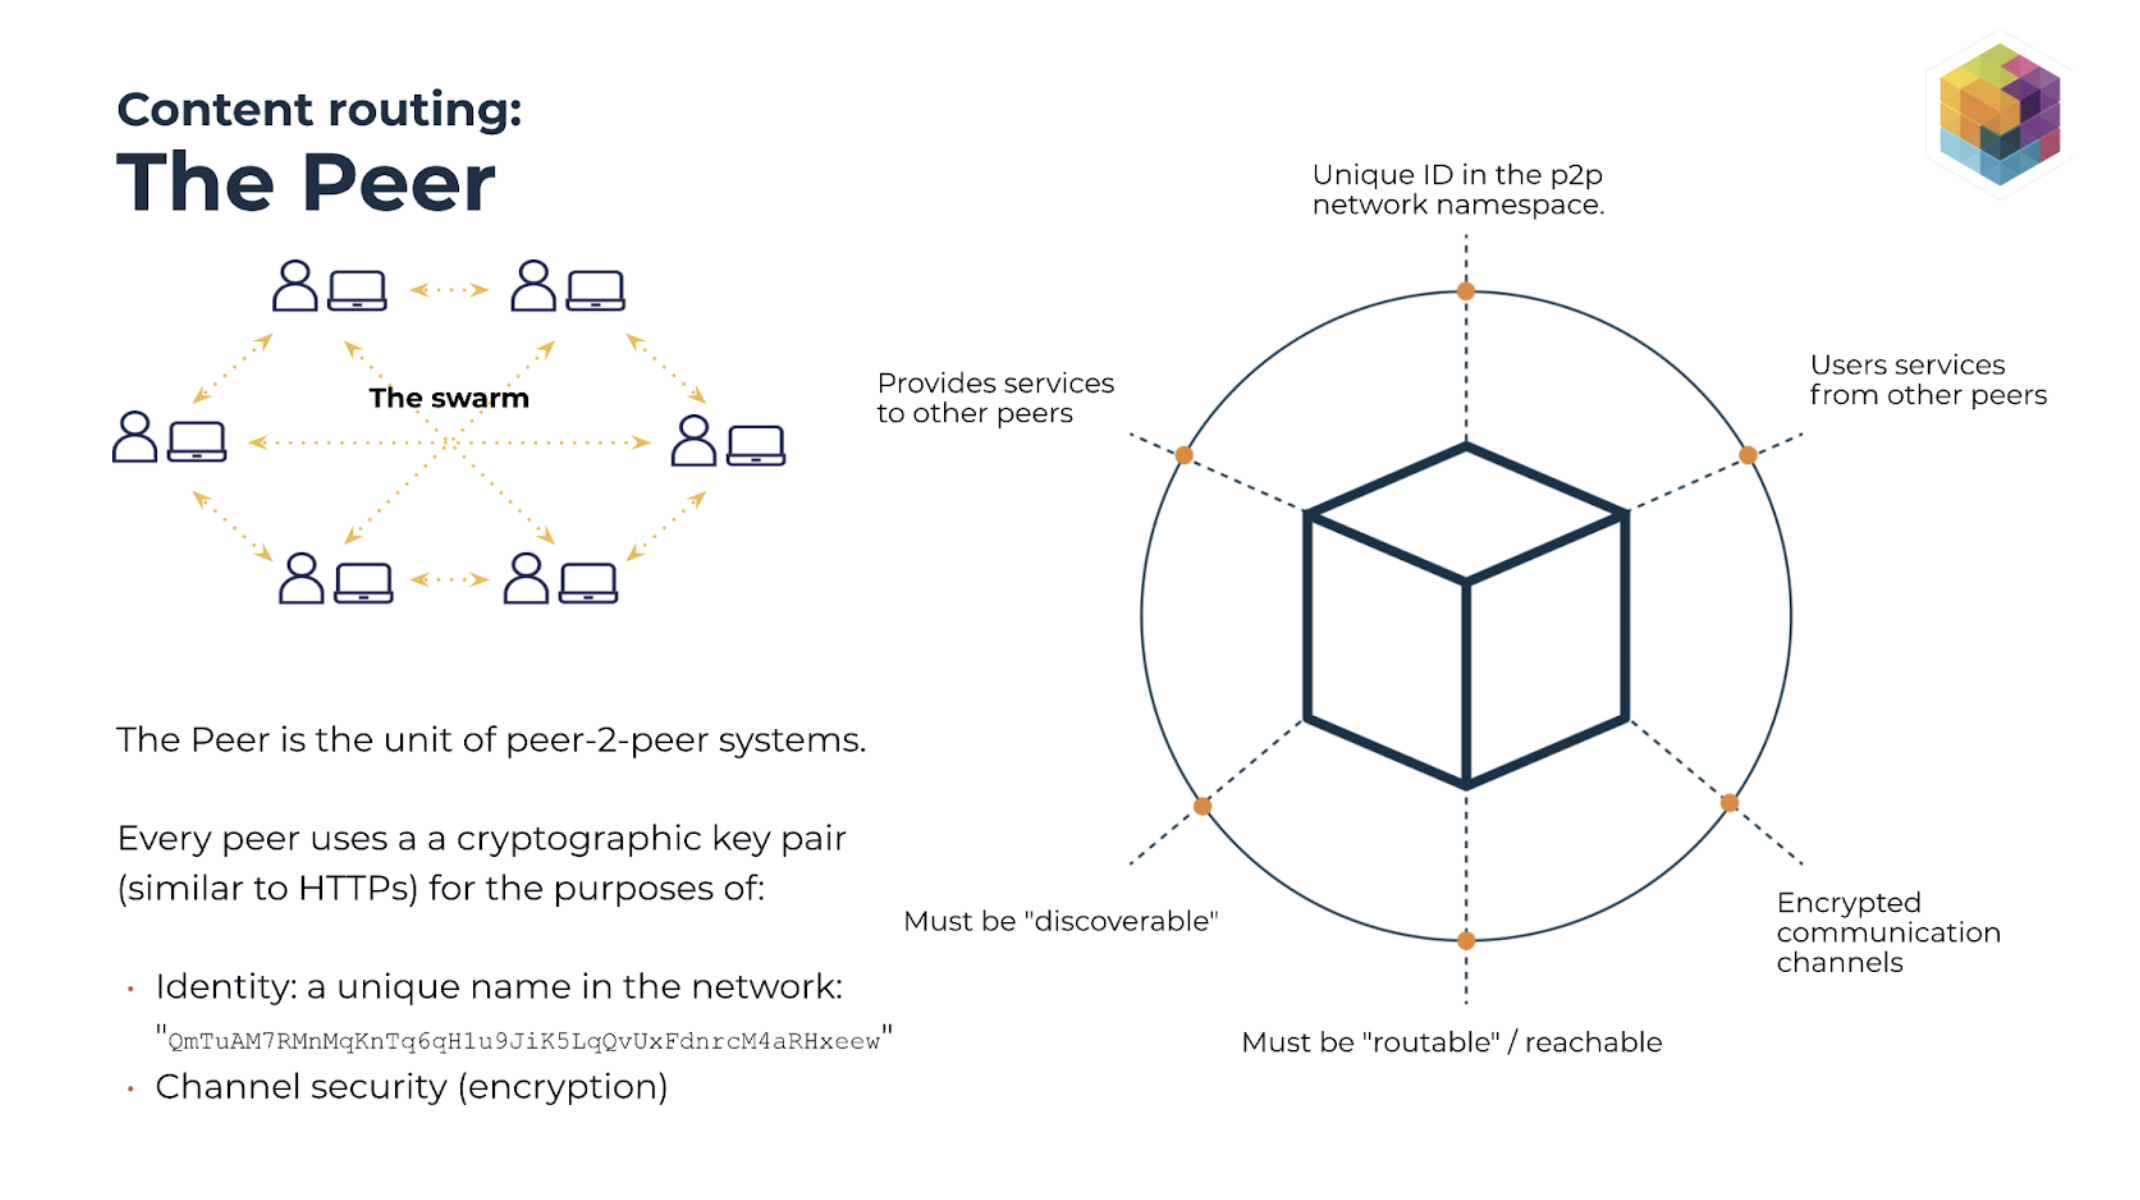 Content routing:
The Peer
The swarm
The Peer is the unit of peer-2-peer systems.
Every peer uses a a cryptographic key pair
(similar to HTTPs) for the purposes of:
· Identity: a unique name in the network:
"QmTuAM7RMnMqKnTq6qH1u9JiK5LqQvUxFdnrcM4aRHxeew"
· Channel security (encryption)
Unique ID in the p2p
network namespace.
Provides services
to other peers
Users services
from other peers
Must be "discoverable"
Encrypted
communication
channels
Must be "routable" / reachable